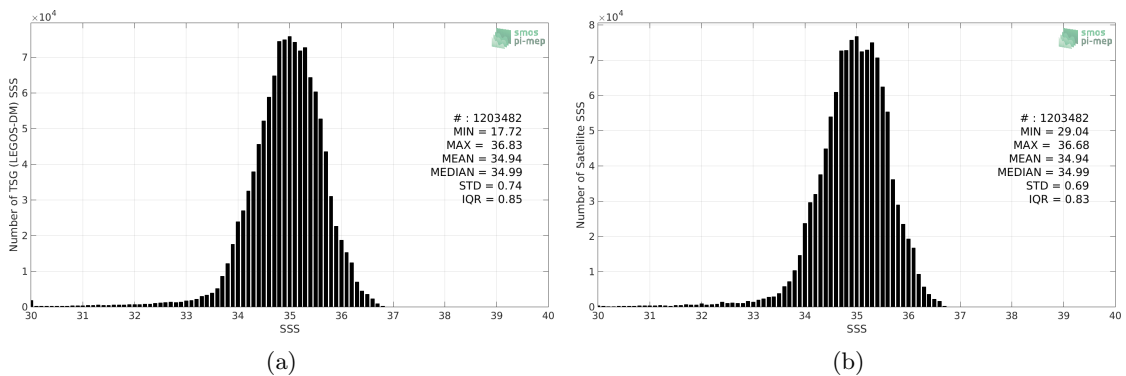 ×10⁴
7
6
5
4
3
2
1
0
Number of TSG (LEGOS-DM) SSS
30 31 32 33 34 35 36 37 38 39 40
SSS
smos
pi-mep
# : 1203482
MIN = 17.72
MAX = 36.83
MEAN = 34.94
MEDIAN = 34.99
STD = 0.74
IQR = 0.85
(a)
×10⁴
8
7
6
5
4
3
2
1
0
Number of Satellite SSS
30 31 32 33 34 35 36 37 38 39 40
SSS
smos
pi-mep
# : 1203482
MIN = 29.04
MAX = 36.68
MEAN = 34.94
MEDIAN = 34.99
STD = 0.69
IQR = 0.83
(b)